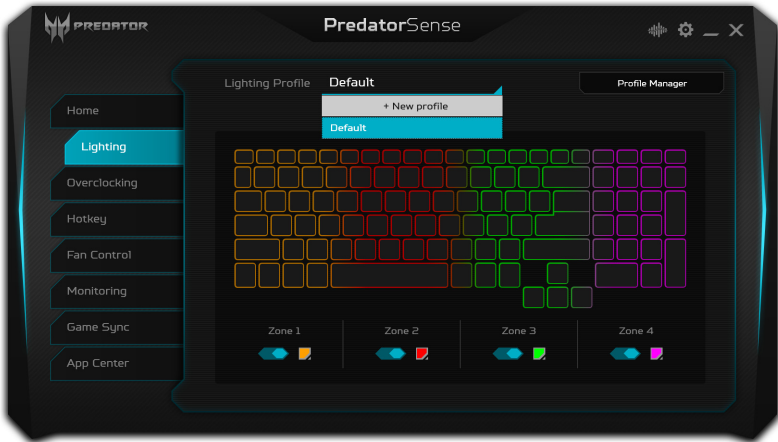 PREDATOR
PredatorSense
Lighting Profile
Default
Profile Manager
+ New profile
Default
Home
Lighting
Overclocking
Hotkey
Fan Control
Monitoring
Game Sync
App Center
Zone 1
Zone 2
Zone 3
Zone 4